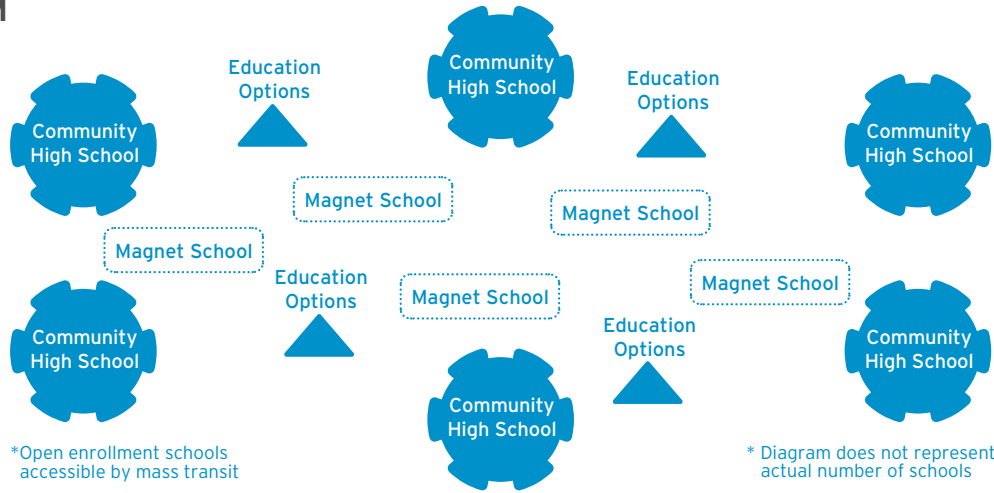 Community
High School
Education
Options
Education
Options
Community
High School
Community
High School
Magnet School
Magnet School
Magnet School
Education
Options
Magnet School
Magnet School
Education
Options
Community
High School
Community
High School
Community
High School
*Open enrollment schools
accessible by mass transit
* Diagram does not represent
actual number of schools